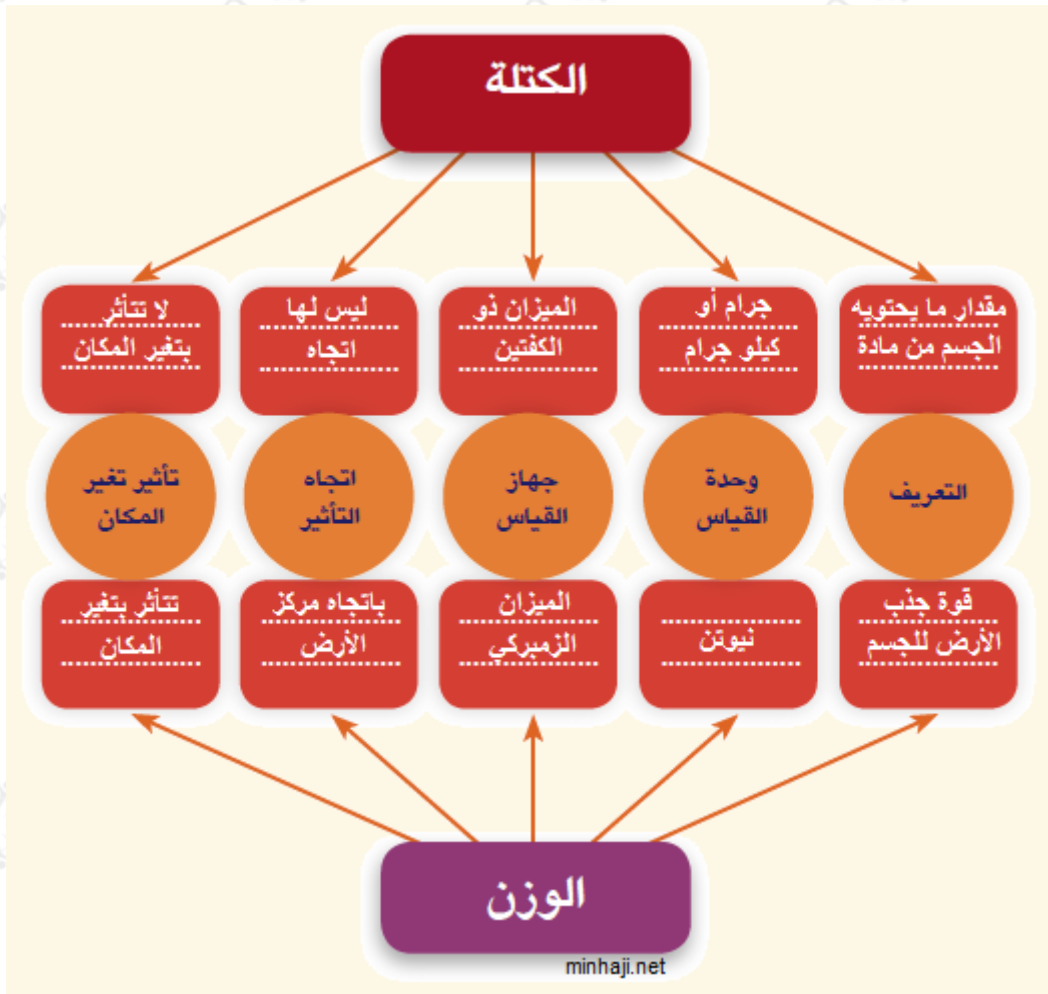 الكتلة
مقدار ما يحتويه
الجسم من مادة
جرام أو
كيلو جرام
الميزان ذو
الكفتين
ليس لها
اتجاه
لا تتأثر
بتغير المكان
التعريف
وحدة
القياس
جهاز
القياس
اتجاه
التأثير
تأثير تغير
المكان
قوة جذب
الأرض للجسم
نيوتن
الميزان
الزمبركي
باتجاه مركز
الأرض
تتأثر بتغير
المكان
الوزن
minhaji.net